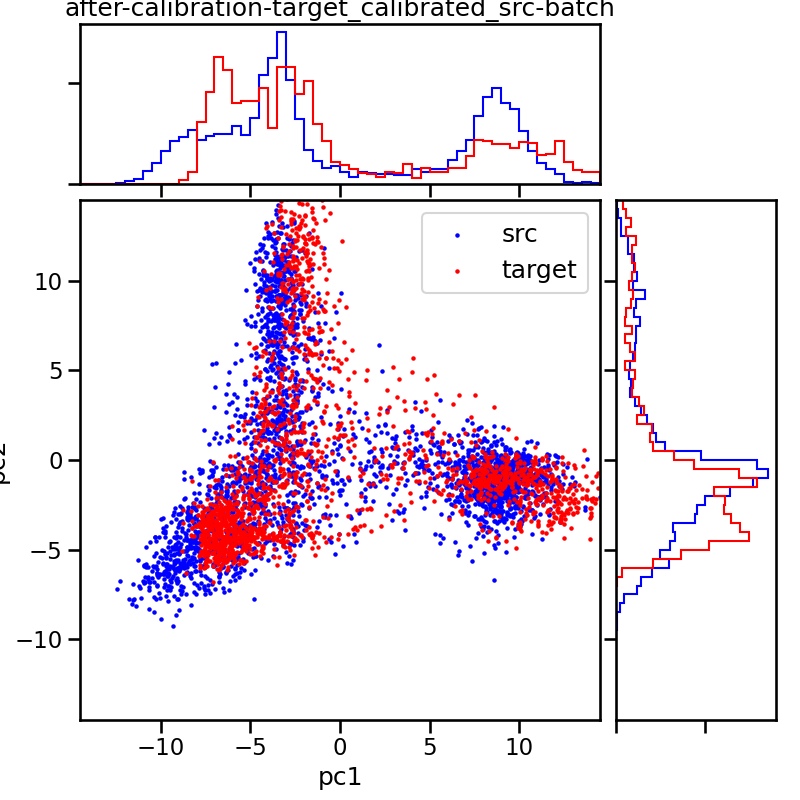 after-calibration-target_calibrated_src-batch
src
target
10
5
0
−5
−10
pc2
−10
−5
0
5
10
pc1